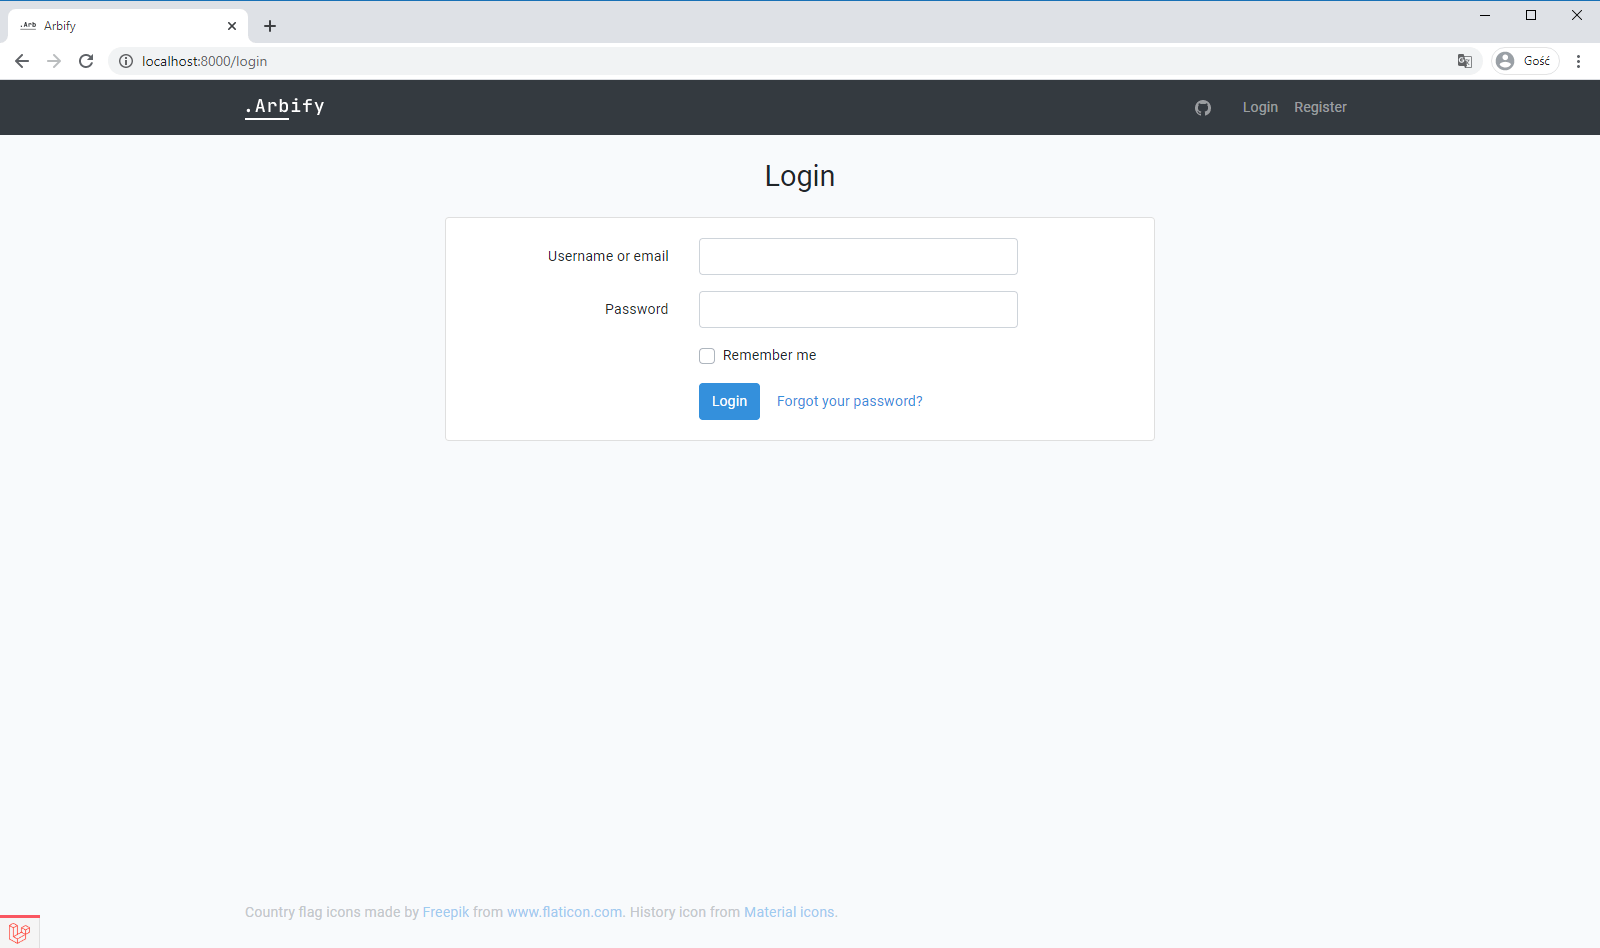 .Arb Arbify
localhost:8000/login
Gość
.Arbify
Login Register
Login
Username or email
Password
Remember me
Login Forgot your password?
Country flag icons made by Freepik from www.flaticon.com. History icon from Material icons.